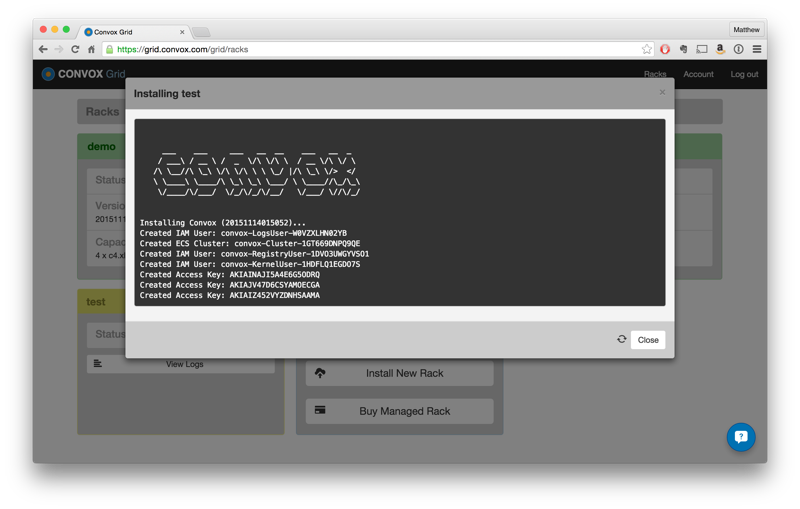 Convox Grid
Matthew
https://grid.convox.com/grid/racks
CONVOX Grid
Racks
Account
Log out
Installing test
×
Racks
demo
Status
Version
Capac
4 x c4.x
Installing Convox (20151114015052)...
Created IAM User: convox-LogsUser-W0VZXLHN02YB
Created ECS Cluster: convox-Cluster-1GT669DNPQ9QE
Created IAM User: convox-RegistryUser-1DVO3UWGYVSO1
Created IAM User: convox-KernelUser-1HDFLQ1EGDO7S
Created Access Key: AKIAINAJI5A4E6G5ODRQ
Created Access Key: AKIAJV47D6CSYAMOECGA
Created Access Key: AKIAIZ452VYZDNHSAAMA
test
Status
View Logs
Close
Install New Rack
Buy Managed Rack